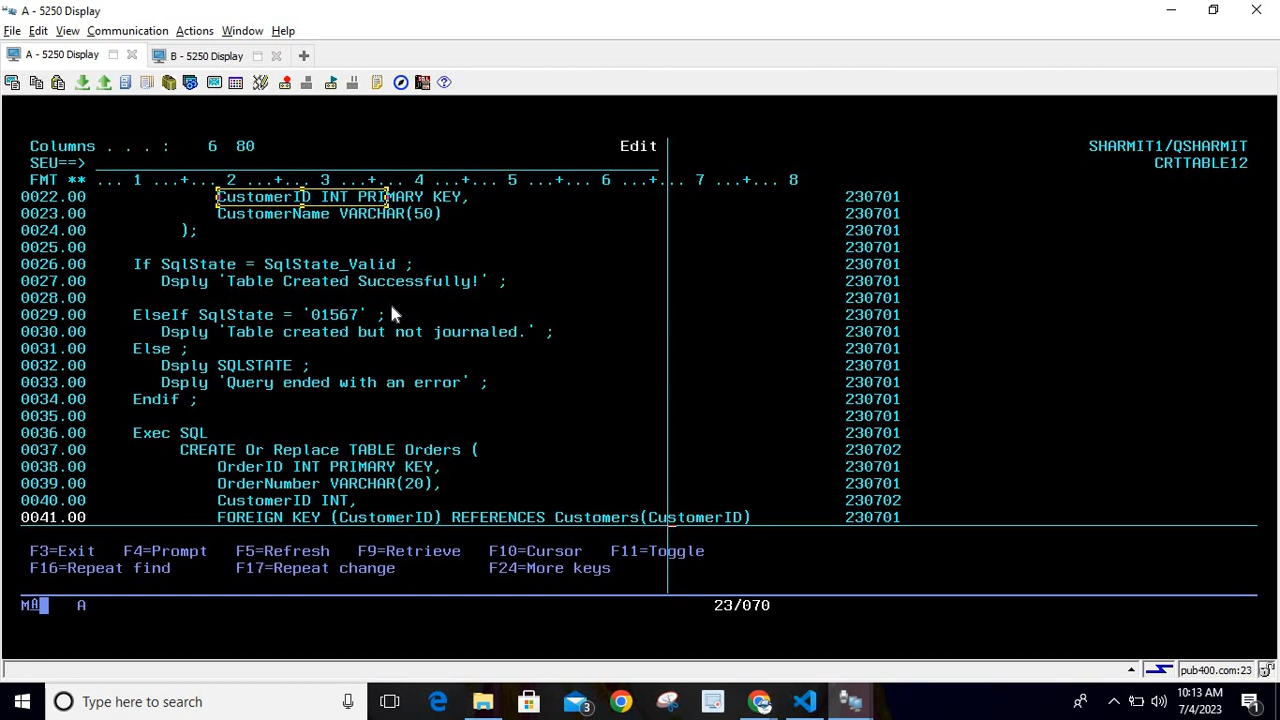 A - 5250 Display
File Edit View Communication Actions Window Help
A - 5250 Display B - 5250 Display
Columns . . . : 6 80 Edit SHARMIT1/QSHARMIT
SEU==> CRTTABLE12
FMT ** ... 1 ...+... 2 ...+... 3 ...+... 4 ...+... 5 ...+... 6 ...+... 7 ...+... 8
0022.00 CustomerID INT PRIMARY KEY, 230701
0023.00 CustomerName VARCHAR(50) 230701
0024.00 ); 230701
0025.00 230701
0026.00 If SqlState = SqlState_Valid ; 230701
0027.00 Dsply 'Table Created Successfully!' ; 230701
0028.00 230701
0029.00 ElseIf SqlState = '01567' ; 230701
0030.00 Dsply 'Table created but not journaled.' ; 230701
0031.00 Else ; 230701
0032.00 Dsply SQLSTATE ; 230701
0033.00 Dsply 'Query ended with an error' ; 230701
0034.00 Endif ; 230701
0035.00 230701
0036.00 Exec SQL 230701
0037.00 CREATE Or Replace TABLE Orders ( 230702
0038.00 OrderID INT PRIMARY KEY, 230701
0039.00 OrderNumber VARCHAR(20), 230701
0040.00 CustomerID INT, 230702
0041.00 FOREIGN KEY (CustomerID) REFERENCES Customers(CustomerID) 230701
F3=Exit F4=Prompt F5=Refresh F9=Retrieve F10=Cursor F11=Toggle
F16=Repeat find F17=Repeat change F24=More keys
MA A 23/070
pub400.com:23
Type here to search 3 10:13 AM
7/4/2023 1